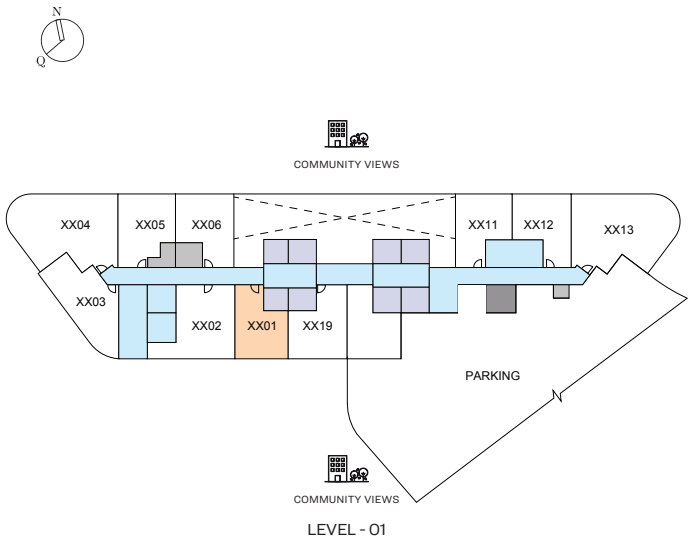 N
Q
COMMUNITY VIEWS
XX04
XX05
XX06
XX11
XX12
XX13
XX03
XX02
XX01
XX19
PARKING
N
COMMUNITY VIEWS
LEVEL - 01